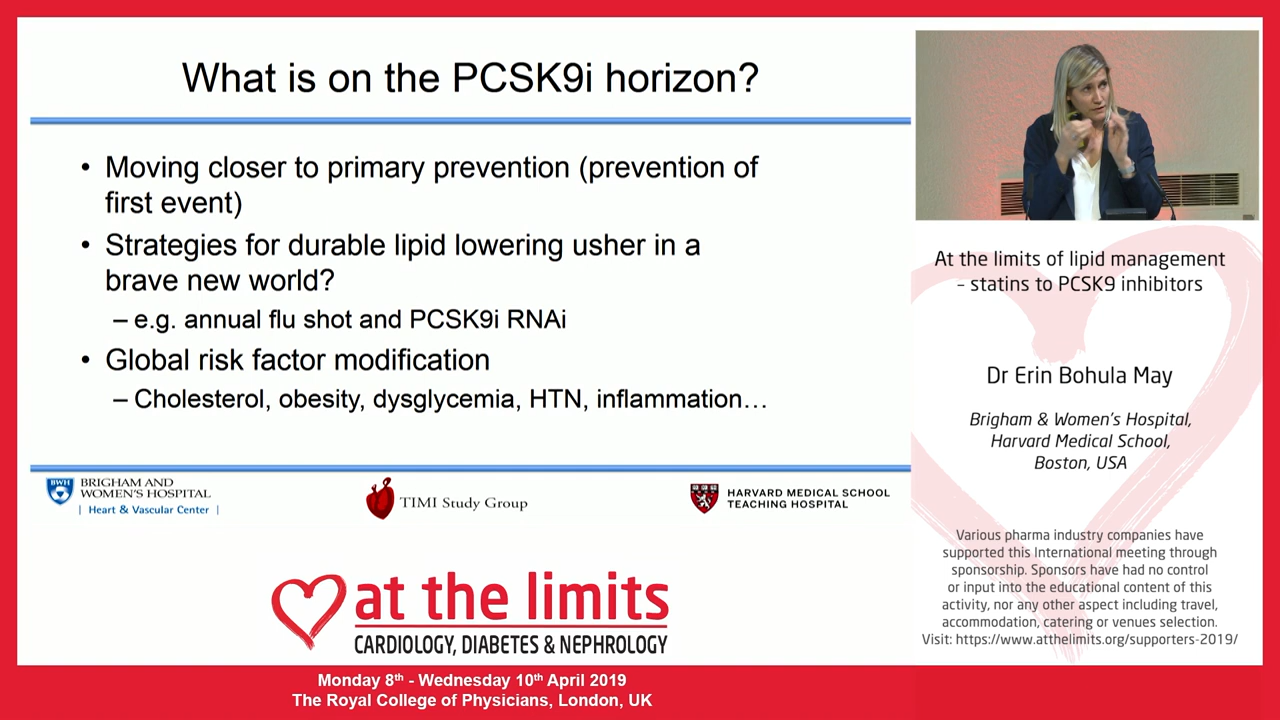 What is on the PCSK9i horizon?
• Moving closer to primary prevention (prevention of
first event)
• Strategies for durable lipid lowering usher in a
brave new world?
– e.g. annual flu shot and PCSK9i RNAi
• Global risk factor modification
– Cholesterol, obesity, dysglycemia, HTN, inflammation…
BWH
BRIGHAM AND
WOMEN'S HOSPITAL
| Heart & Vascular Center |
TIMI Study Group
HARVARD MEDICAL SCHOOL
TEACHING HOSPITAL
at the limits
CARDIOLOGY, DIABETES & NEPHROLOGY
Monday 8th - Wednesday 10th April 2019
The Royal College of Physicians, London, UK
At the limits of lipid management
– statins to PCSK9 inhibitors
Dr Erin Bohula May
Brigham & Women's Hospital,
Harvard Medical School,
Boston, USA
Various pharma industry companies have
supported this International meeting through
sponsorship. Sponsors have had no control
or input into the educational content of this
activity, nor any other aspect including travel,
accommodation, catering or venues selection.
Visit: https://www.atthelimits.org/supporters-2019/